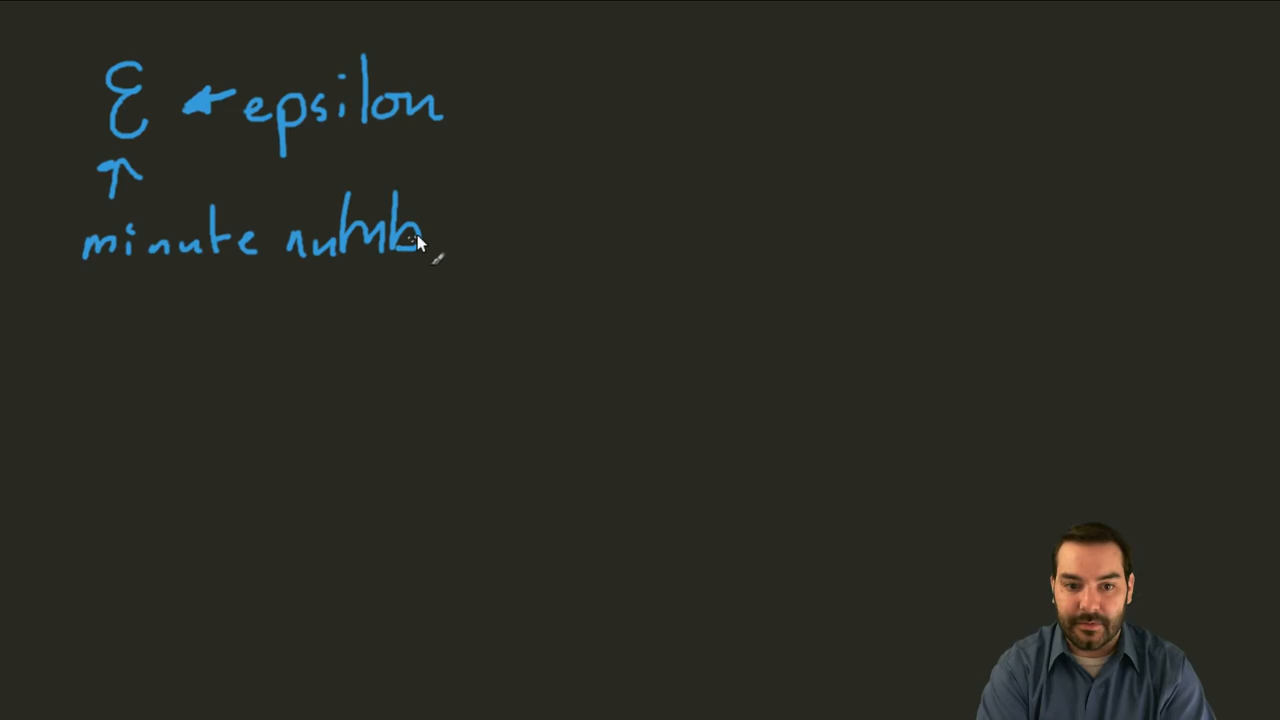 ε ← epsilon
↑
minute numb